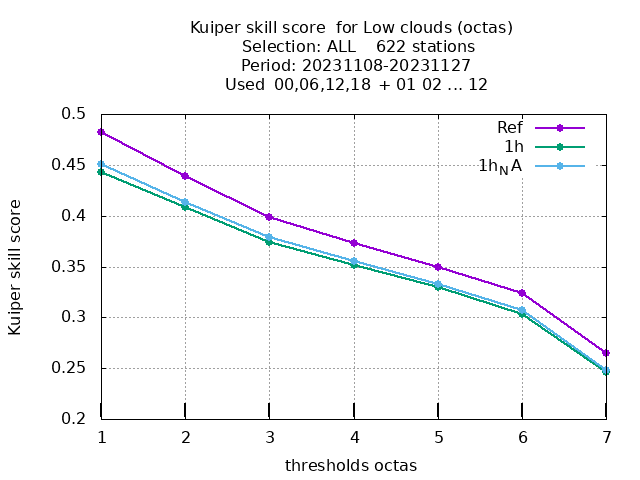 Kuiper skill score  for Low clouds (octas)
Selection: ALL    622 stations
Period: 20231108-20231127
Used  00,06,12,18  + 01 02 ... 12
Ref
1h
1h_NA
Kuiper skill score
0.5
0.45
0.4
0.35
0.3
0.25
0.2
1 2 3 4 5 6 7
thresholds octas